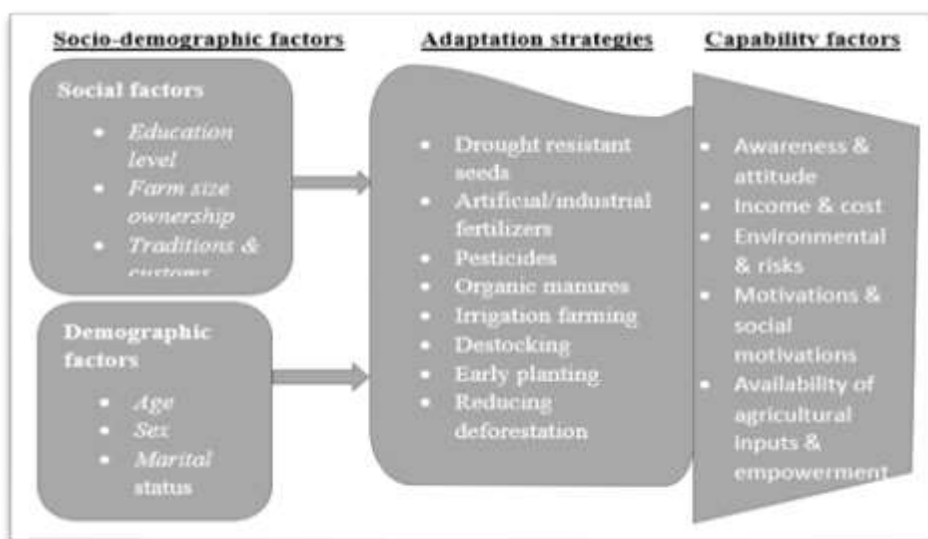 Socio-demographic factors
Adaptation strategies
Capability factors
Social factors
• Education
level
• Farm size
ownership
• Traditions &
customs
Demographic
factors
• Age
• Sex
• Marital
status
• Drought resistant
seeds
• Artificial/industrial
fertilizers
• Pesticides
• Organic manures
• Irrigation farming
• Destocking
• Early planting
• Reducing
deforestation
• Awareness &
attitude
• Income & cost
• Environmental
& risks
• Motivations &
social
motivations
• Availability of
agricultural
inputs &
empowerment